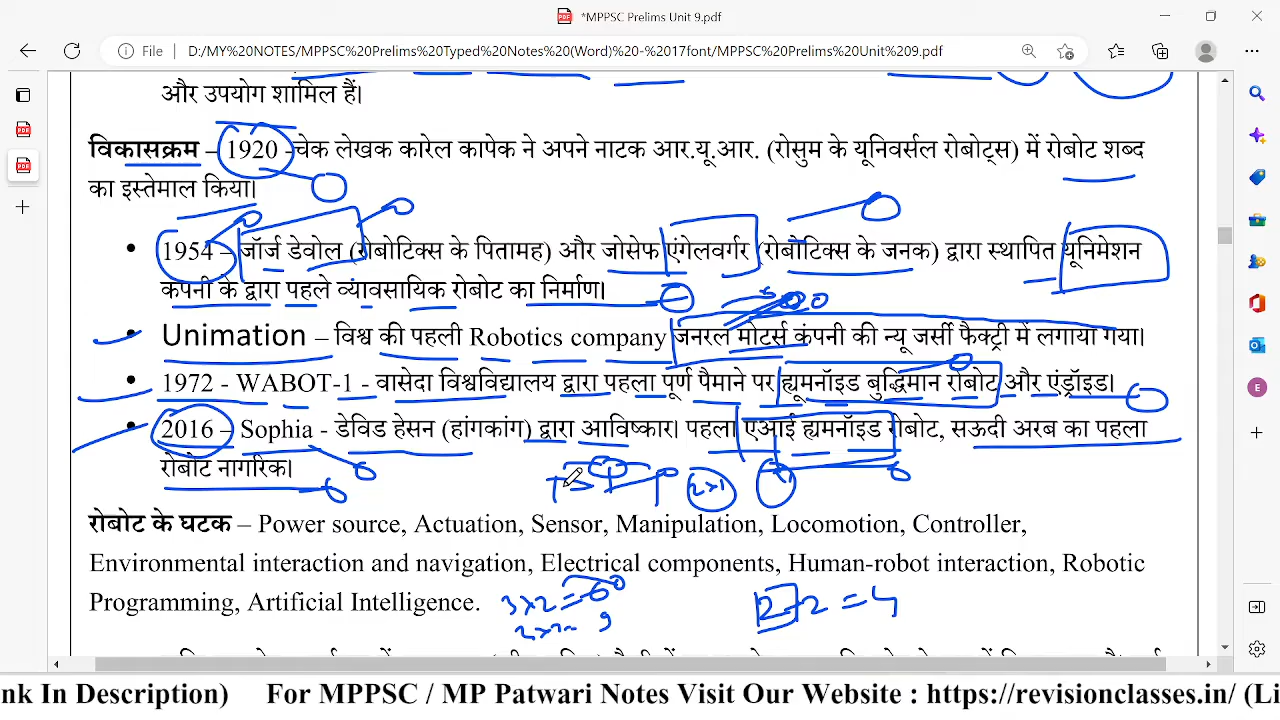 *MPPSC Prelims Unit 9.pdf
File D:/MY%20NOTES/MPPSC%20Prelims%20Typed%20Notes%20(Word)%20-%2017font/MPPSC%20Prelims%20Unit%209.pdf
और उपयोग शामिल हैं।
विकासक्रम – 1920 -चेक लेखक कारेल कापेक ने अपने नाटक आर.यू.आर. (रोसुम के यूनिवर्सल रोबोट्स) में रोबोट शब्द
का इस्तेमाल किया।
• 1954 – जॉर्ज डेवोल (रोबोटिक्स के पितामह) और जोसेफ एंगेलवर्गर (रोबोटिक्स के जनक) द्वारा स्थापित यूनिमेशन
कंपनी के द्वारा पहले व्यावसायिक रोबोट का निर्माण।
• Unimation – विश्व की पहली Robotics company जनरल मोटर्स कंपनी की न्यू जर्सी फैक्ट्री में लगाया गया।
• 1972 - WABOT-1 - वासेदा विश्वविद्यालय द्वारा पहला पूर्ण पैमाने पर ह्यूमनॉइड बुद्धिमान रोबोट और एंड्रॉइड।
• 2016 – Sophia - डेविड हेसन (हांगकांग) द्वारा आविष्कार। पहला एआई ह्यमनॉइड रोबोट, सऊदी अरब का पहला
रोबोट नागरिक।
2x1
रोबोट के घटक – Power source, Actuation, Sensor, Manipulation, Locomotion, Controller,
Environmental interaction and navigation, Electrical components, Human-robot interaction, Robotic
Programming, Artificial Intelligence.
3x2=6
2-2=4
E
nk In Description) For MPPSC / MP Patwari Notes Visit Our Website : https://revisionclasses.in/ (Li